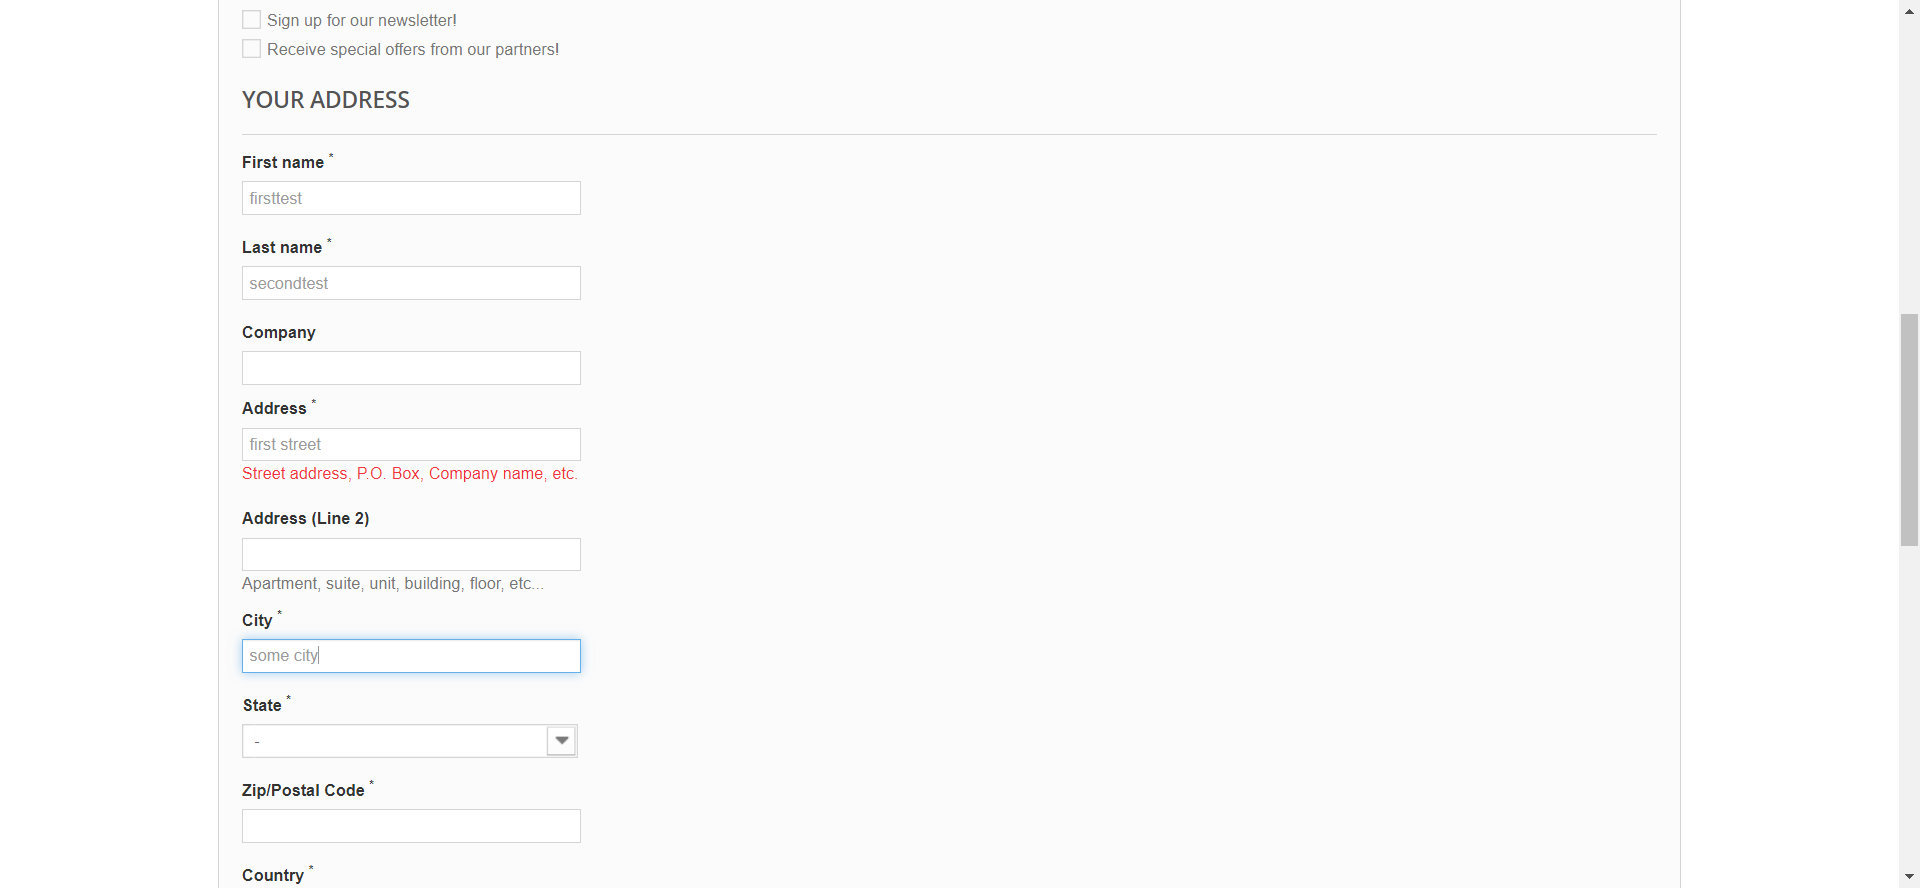 Sign up for our newsletter!
Receive special offers from our partners!
YOUR ADDRESS
First name *
firsttest
Last name *
secondtest
Company
Address *
first street
Street address, P.O. Box, Company name, etc.
Address (Line 2)
Apartment, suite, unit, building, floor, etc...
City *
some city
State *
-
Zip/Postal Code *
Country *